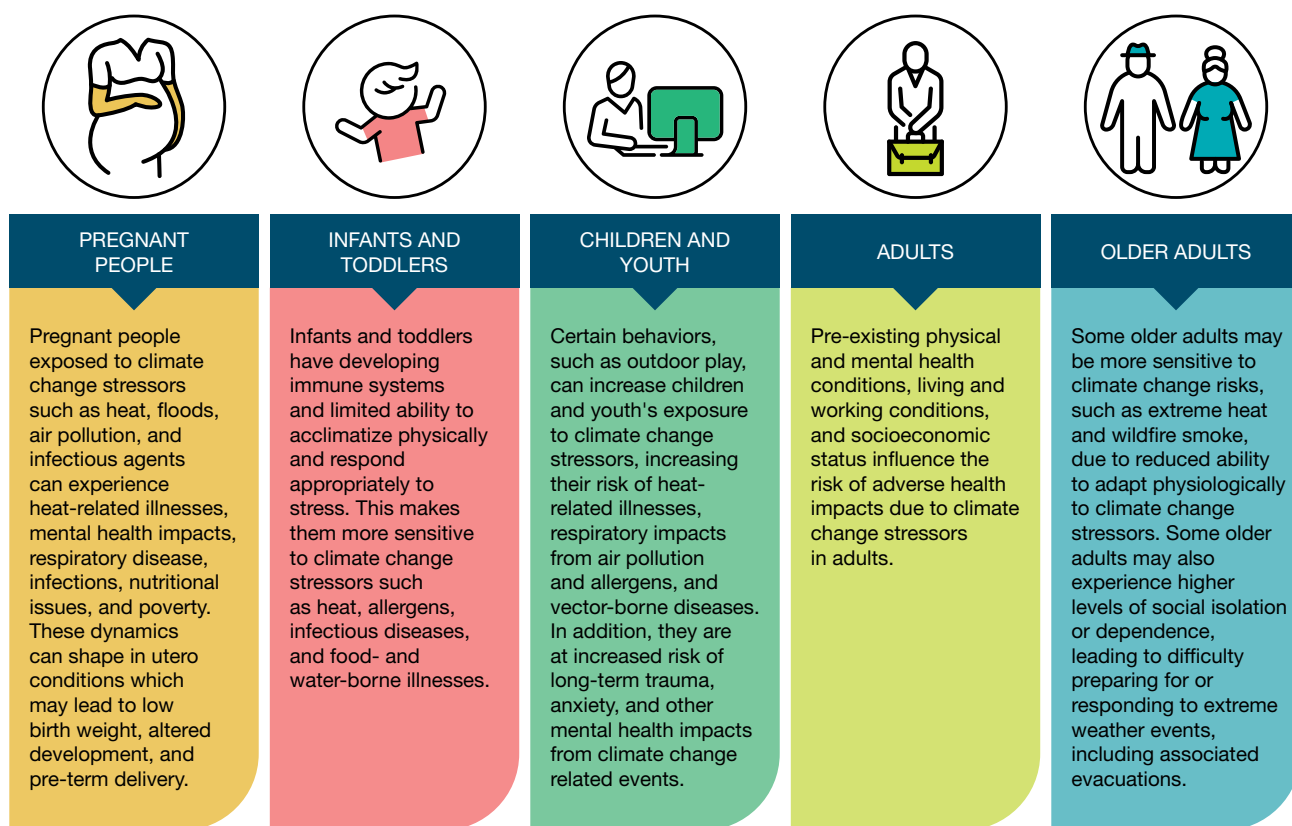 PREGNANT
PEOPLE
Pregnant people
exposed to climate
change stressors
such as heat, floods,
air pollution, and
infectious agents
can experience
heat-related illnesses,
mental health impacts,
respiratory disease,
infections, nutritional
issues, and poverty.
These dynamics
can shape in utero
conditions which
may lead to low
birth weight, altered
development, and
pre-term delivery.
INFANTS AND
TODDLERS
Infants and toddlers
have developing
immune systems
and limited ability to
acclimatize physically
and respond
appropriately to
stress. This makes
them more sensitive
to climate change
stressors such
as heat, allergens,
infectious diseases,
and food- and
water-borne illnesses.
CHILDREN AND
YOUTH
Certain behaviors,
such as outdoor play,
can increase children
and youth's exposure
to climate change
stressors, increasing
their risk of heat-
related illnesses,
respiratory impacts
from air pollution
and allergens, and
vector-borne diseases.
In addition, they are
at increased risk of
long-term trauma,
anxiety, and other
mental health impacts
from climate change
related events.
ADULTS
Pre-existing physical
and mental health
conditions, living and
working conditions,
and socioeconomic
status influence the
risk of adverse health
impacts due to climate
change stressors
in adults.
OLDER ADULTS
Some older adults may
be more sensitive to
climate change risks,
such as extreme heat
and wildfire smoke,
due to reduced ability
to adapt physiologically
to climate change
stressors. Some older
adults may also
experience higher
levels of social isolation
or dependence,
leading to difficulty
preparing for or
responding to extreme
weather events,
including associated
evacuations.